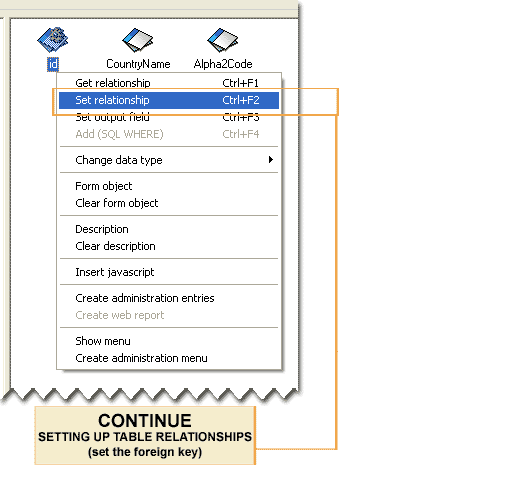 id CountryName Alpha2Code
Get relationship Ctrl+F1
Set relationship Ctrl+F2
Set output field Ctrl+F3
Add (SQL WHERE) Ctrl+F4
Change data type
Form object
Clear form object
Description
Clear description
Insert javascript
Create administration entries
Create web report
Show menu
Create administration menu
CONTINUE
SETTING UP TABLE RELATIONSHIPS
(set the foreign key)